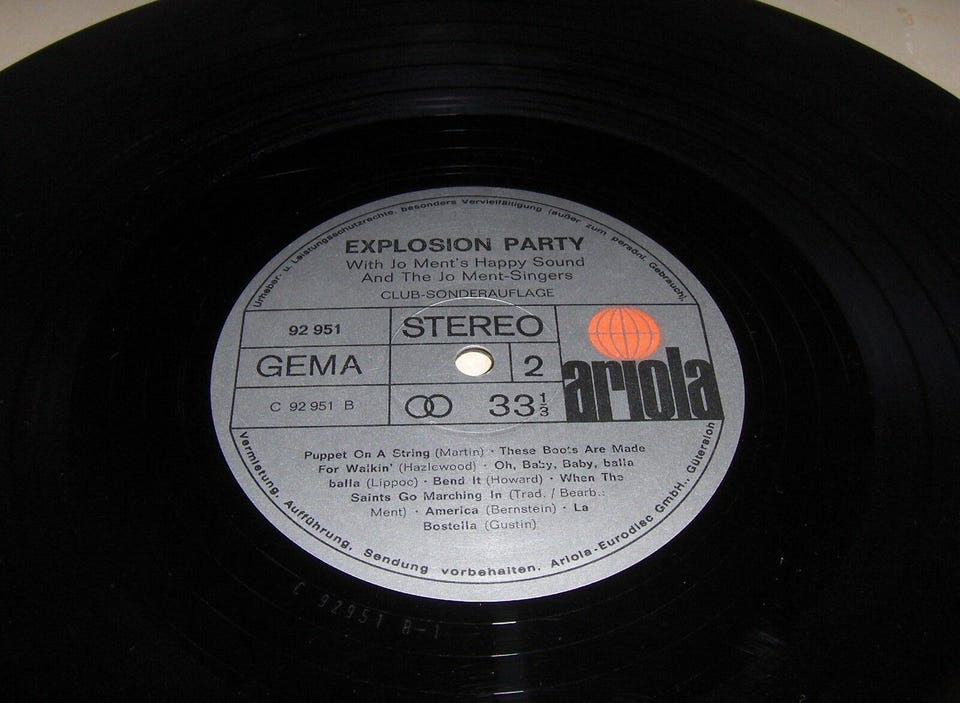 Urheber- u. Leistungsschutzrechte, besonders Vervielfältigung (außer zum persönl. Gebrauch),
EXPLOSION PARTY
With Jo Ment's Happy Sound
And The Jo Ment-Singers
CLUB-SONDERAUFLAGE
92 951
STEREO
GEMA
2
ariola
C 92 951 B
33 1/3
Puppet On A String (Martin) · These Boots Are Made
For Walkin' (Hazlewood) · Oh, Baby, Baby, balla
balla (Lippoc) · Bend It (Howard) · When The
Saints Go Marching In (Trad. / Bearb.:
Ment) · America (Bernstein) · La
Bostella (Gustin)
Vermietung, Aufführung, Sendung vorbehalten. Ariola-Eurodisc GmbH., Gütersloh
C 92951 B-1